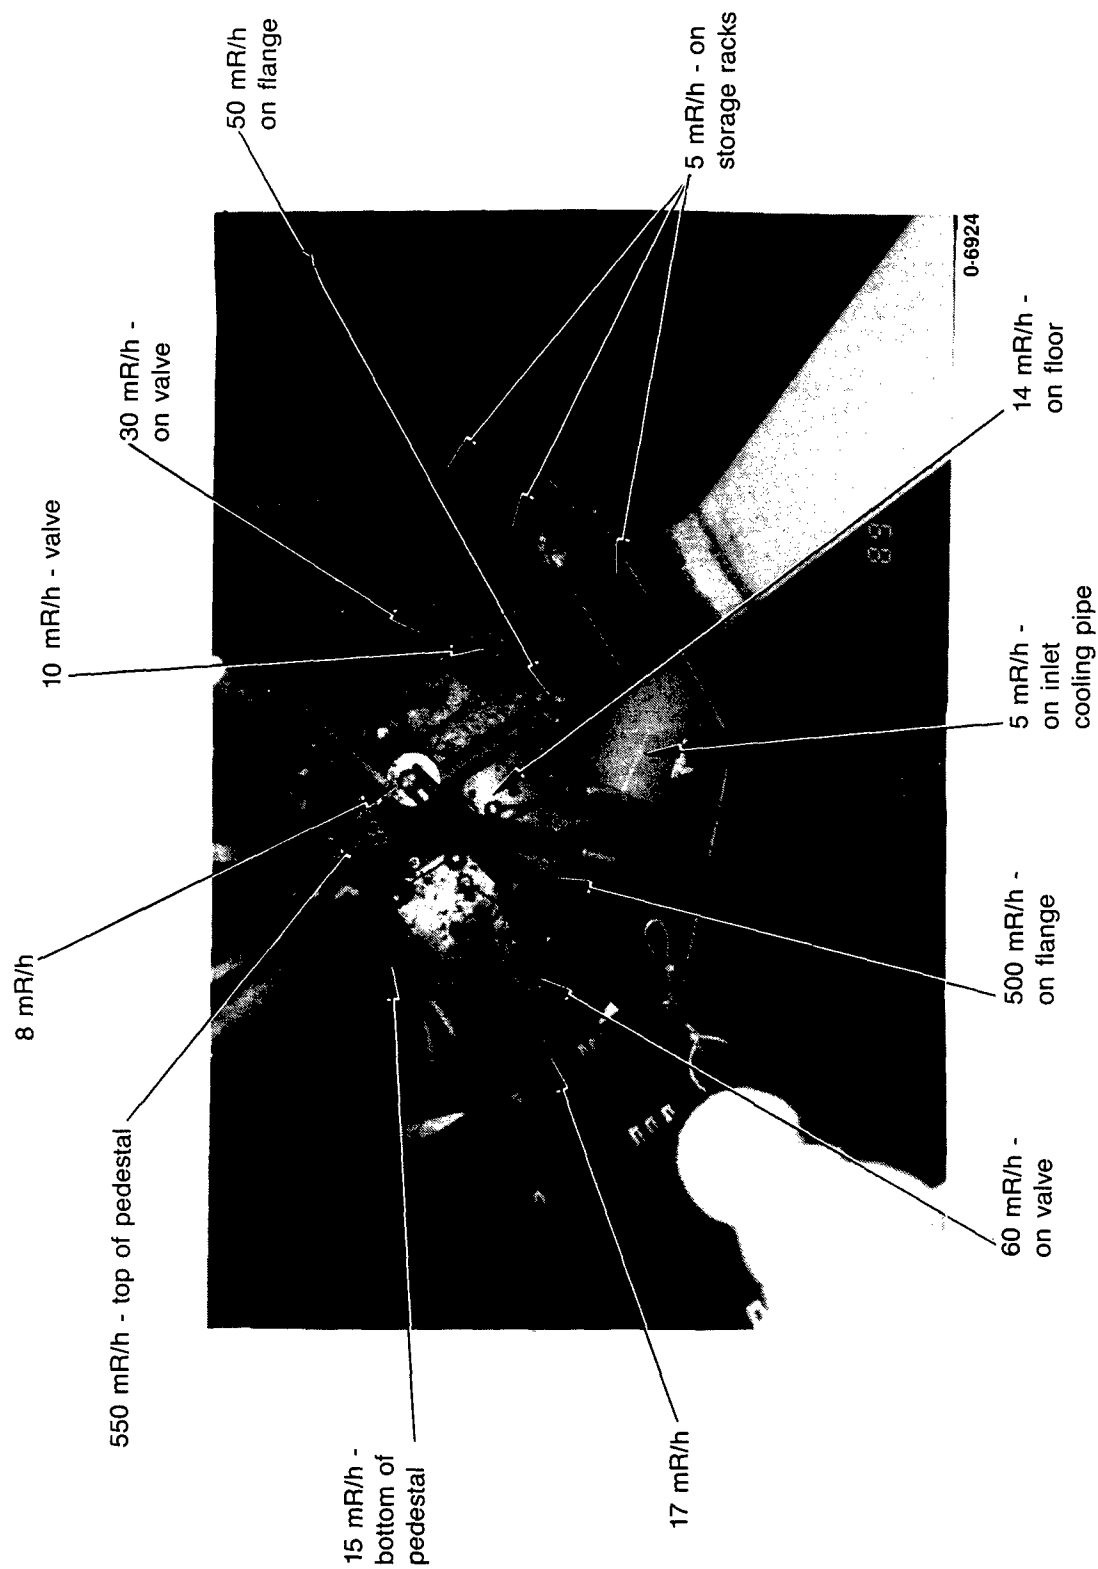 8 mR/h
10 mR/h - valve
550 mR/h - top of pedestal
30 mR/h -
on valve
50 mR/h
on flange
15 mR/h -
bottom of
pedestal
17 mR/h
5 mR/h - on
storage racks
89
0-6924
60 mR/h -
on valve
500 mR/h -
on flange
5 mR/h -
on inlet
cooling pipe
14 mR/h -
on floor